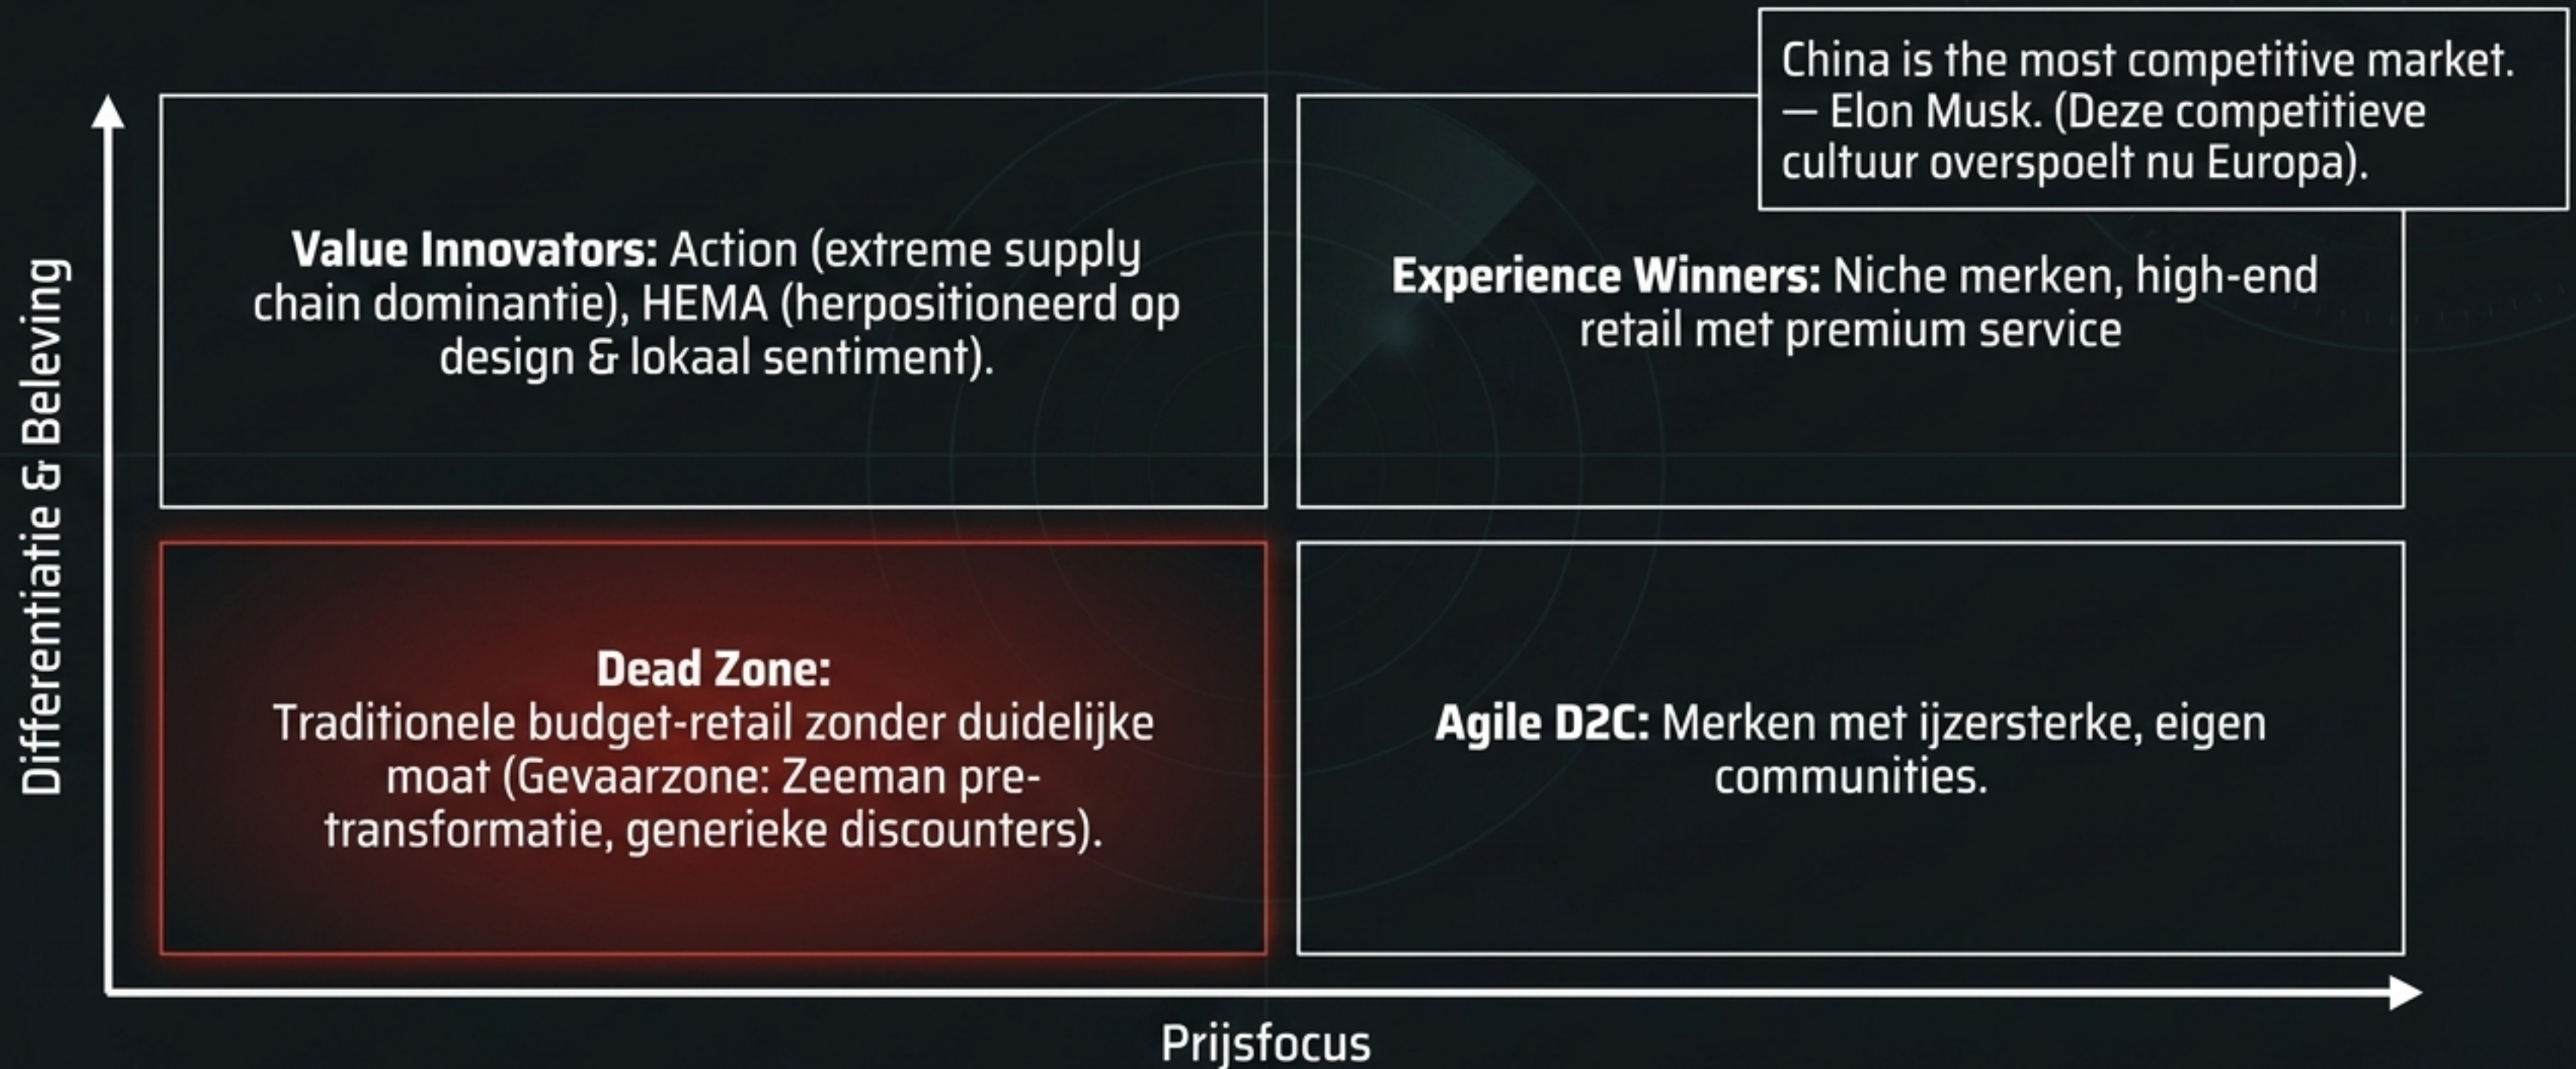 China is the most competitive market.
— Elon Musk. (Deze competitieve
cultuur overspoelt nu Europa).
Differentiatie & Beleving
Value Innovators: Action (extreme supply
chain dominantie), HEMA (herpositioneerd op
design & lokaal sentiment).
Experience Winners: Niche merken, high-end
retail met premium service
Dead Zone:
Traditionele budget-retail zonder duidelijke
moat (Gevaarzone: Zeeman pre-
transformatie, generieke discounters).
Agile D2C: Merken met ijzersterke, eigen
communities.
Prijsfocus